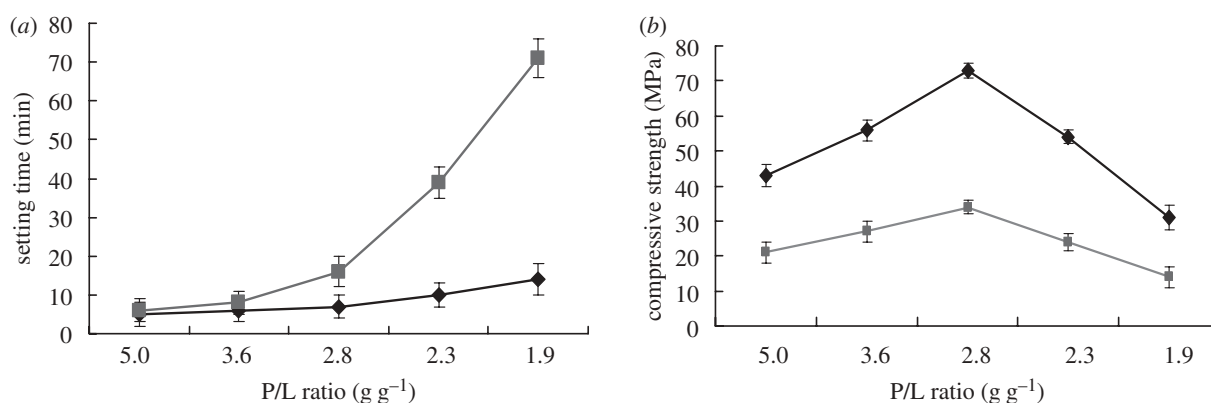 (a)
setting time (min)
80
70
60
50
40
30
20
10
0
5.0 3.6 2.8 2.3 1.9
P/L ratio (g g⁻¹)
(b)
compressive strength (MPa)
80
70
60
50
40
30
20
10
0
5.0 3.6 2.8 2.3 1.9
P/L ratio (g g⁻¹)